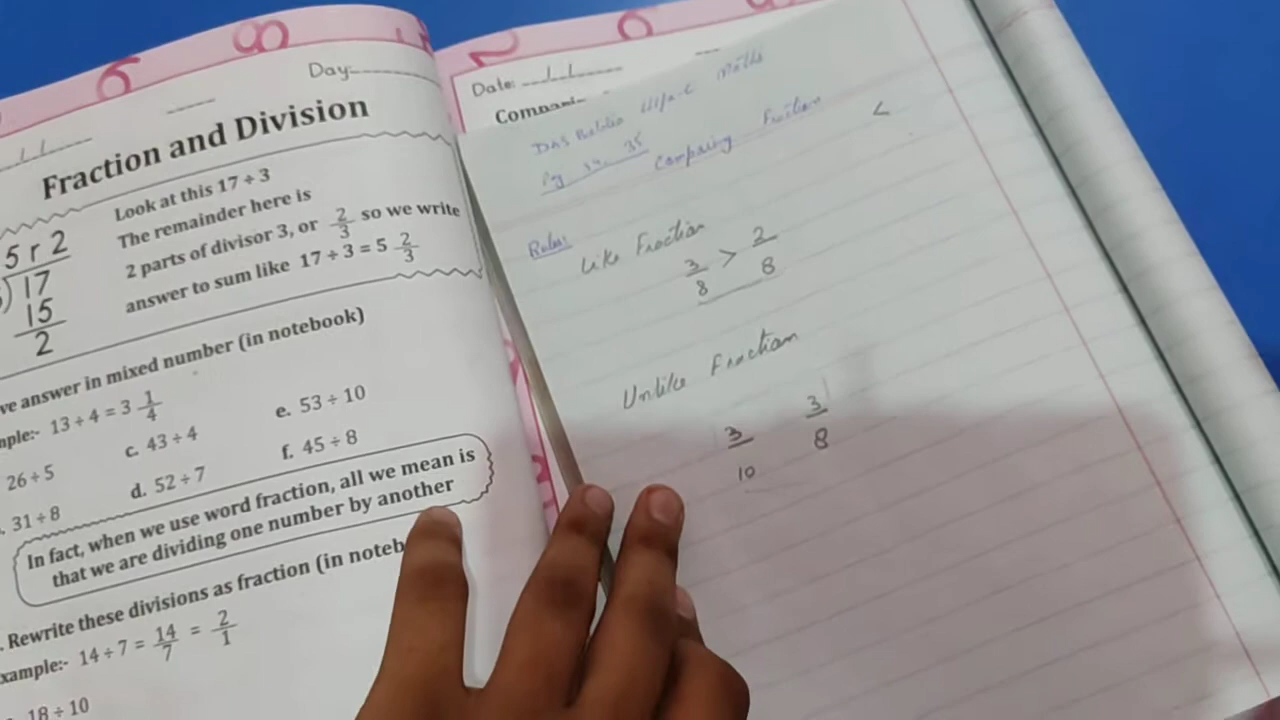 Day:
Fraction and Division
5 r 2
17
15
2
Look at this 17 ÷ 3
The remainder here is
2 parts of divisor 3, or 2/3 so we write
answer to sum like 17 ÷ 3 = 5 2/3
ve answer in mixed number (in notebook)
mple:- 13 ÷ 4 = 3 1/4
26 ÷ 5
c. 43 ÷ 4
e. 53 ÷ 10
31 ÷ 8
d. 52 ÷ 7
f. 45 ÷ 8
In fact, when we use word fraction, all we mean is
that we are dividing one number by another
. Rewrite these divisions as fraction (in noteb
xample:- 14 ÷ 7 = 14/7 = 2/1
18 ÷ 10
Date:
Maths
Pg 35
Comparing Fraction <
Rules:
Like Fraction
3/8 > 2/8
Unlike Fraction
3/10 3/8